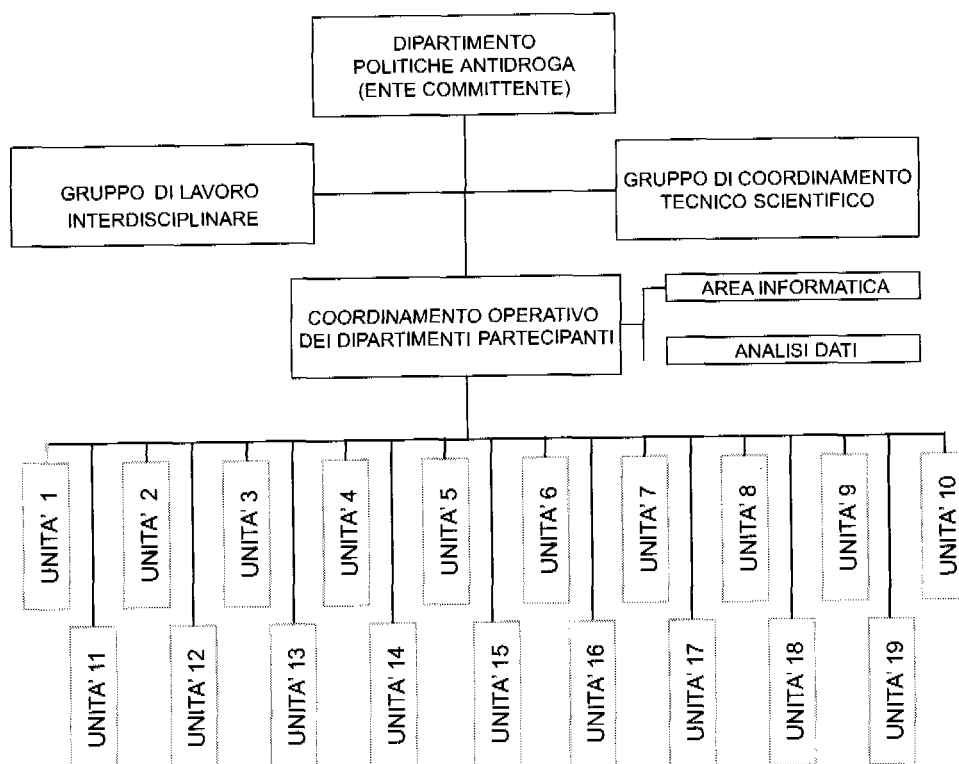 DIPARTIMENTO
POLITICHE ANTIDROGA
(ENTE COMMITTENTE)
GRUPPO DI LAVORO
INTERDISCIPLINARE
GRUPPO DI COORDINAMENTO
TECNICO SCIENTIFICO
COORDINAMENTO OPERATIVO
DEI DIPARTIMENTI PARTECIPANTI
AREA INFORMATICA
ANALISI DATI
UNITA' 1
UNITA' 2
UNITA' 3
UNITA' 4
UNITA' 5
UNITA' 6
UNITA' 7
UNITA' 8
UNITA' 9
UNITA' 10
UNITA' 11
UNITA' 12
UNITA' 13
UNITA' 14
UNITA' 15
UNITA' 16
UNITA' 17
UNITA' 18
UNITA' 19